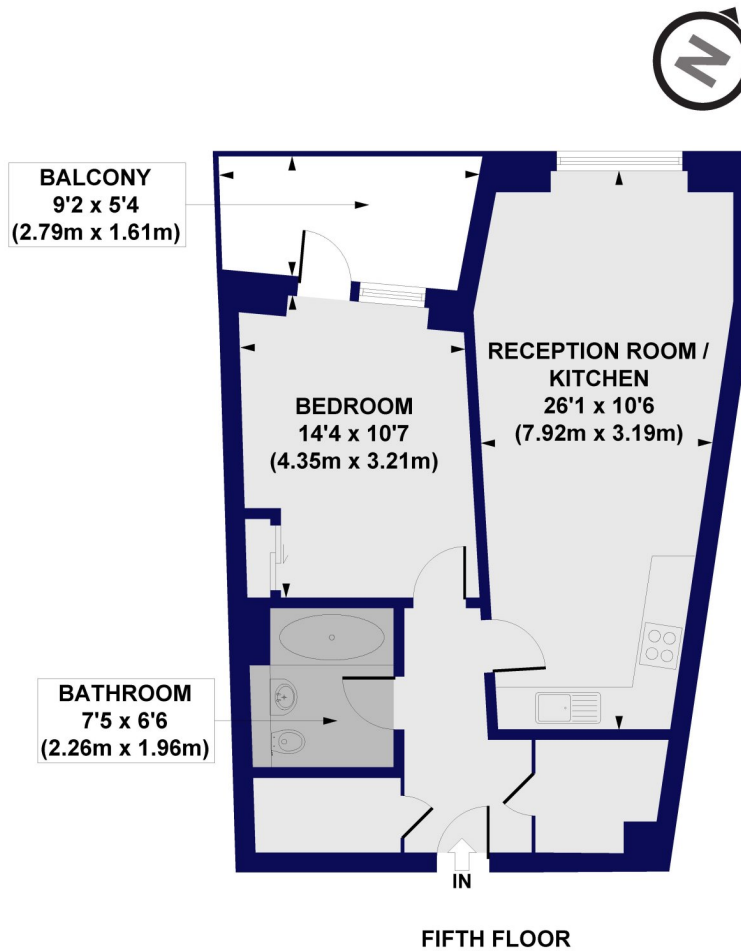 N
BALCONY
9'2 x 5'4
(2.79m x 1.61m)
RECEPTION ROOM /
KITCHEN
26'1 x 10'6
(7.92m x 3.19m)
BEDROOM
14'4 x 10'7
(4.35m x 3.21m)
BATHROOM
7'5 x 6'6
(2.26m x 1.96m)
IN
FIFTH FLOOR